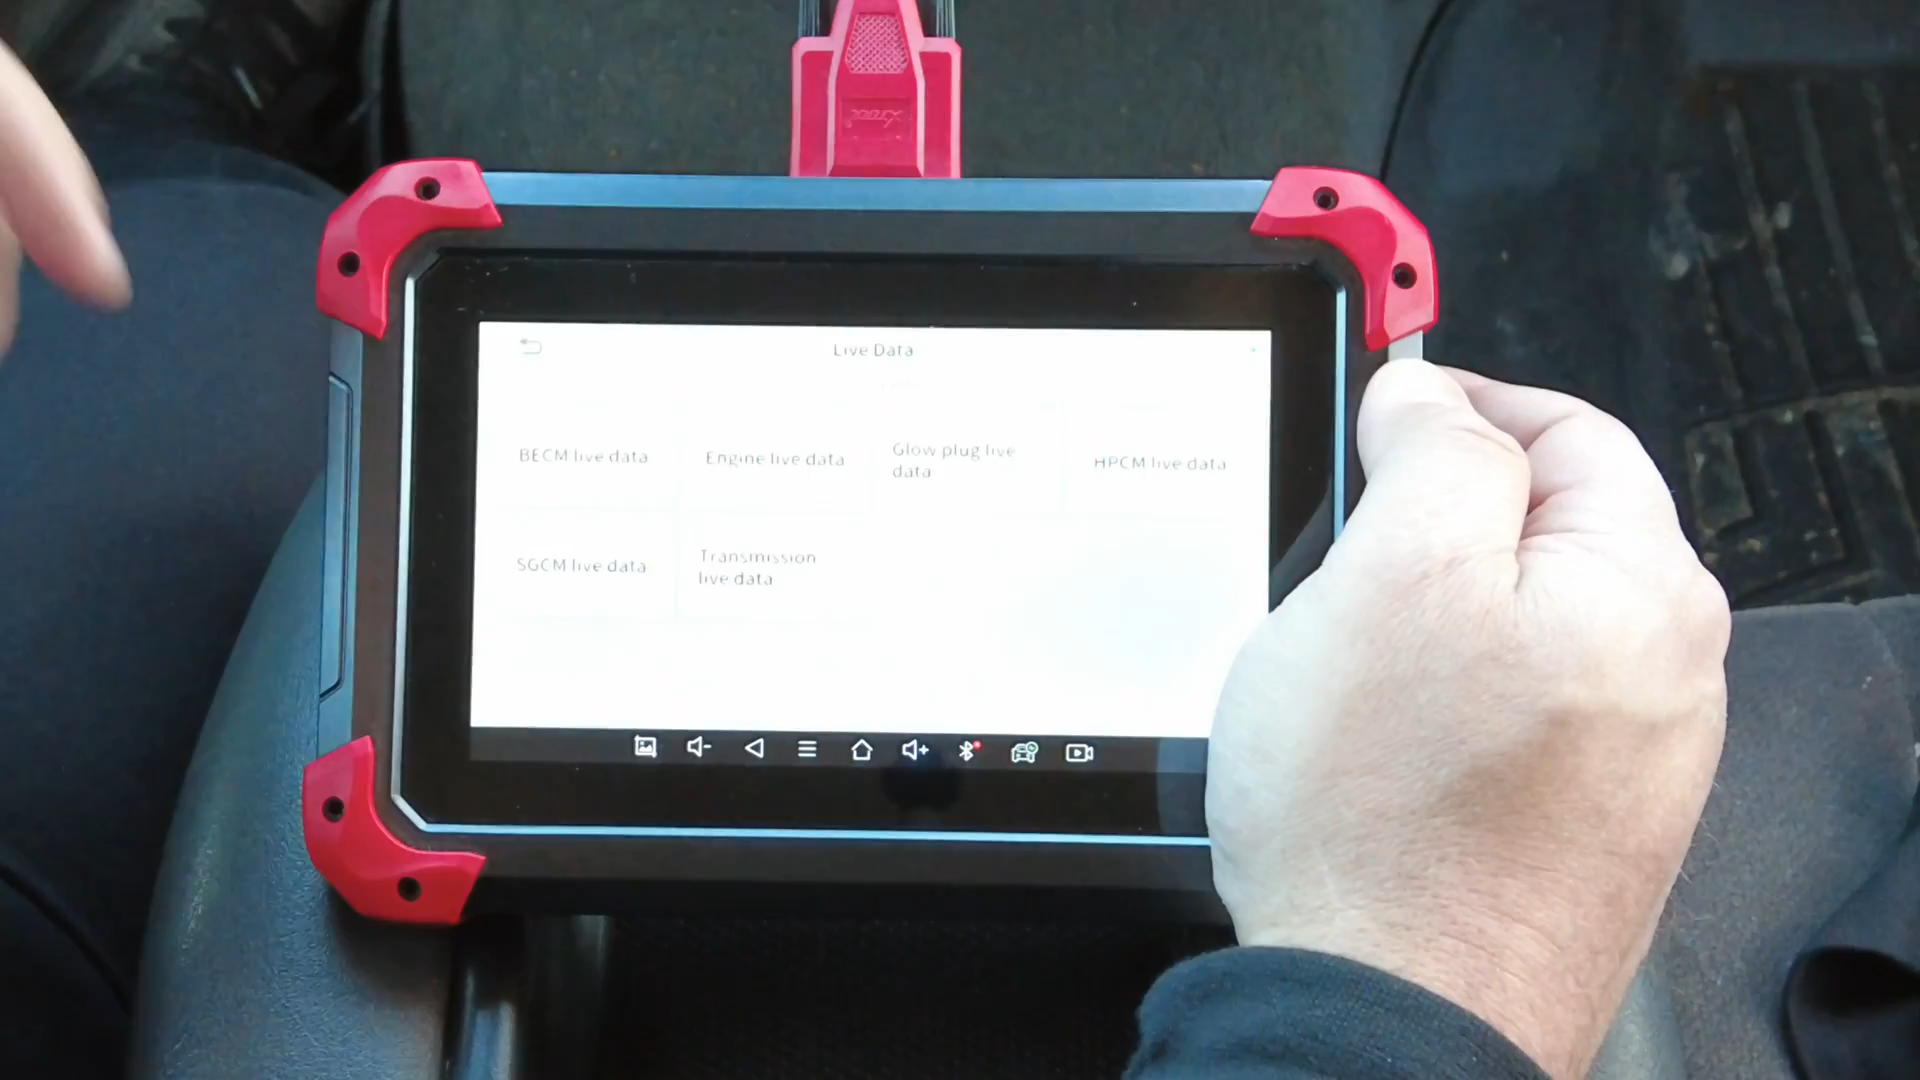 Live Data
BECM live data
Engine live data
Glow plug live
data
HPCM live data
SGCM live data
Transmission
live data